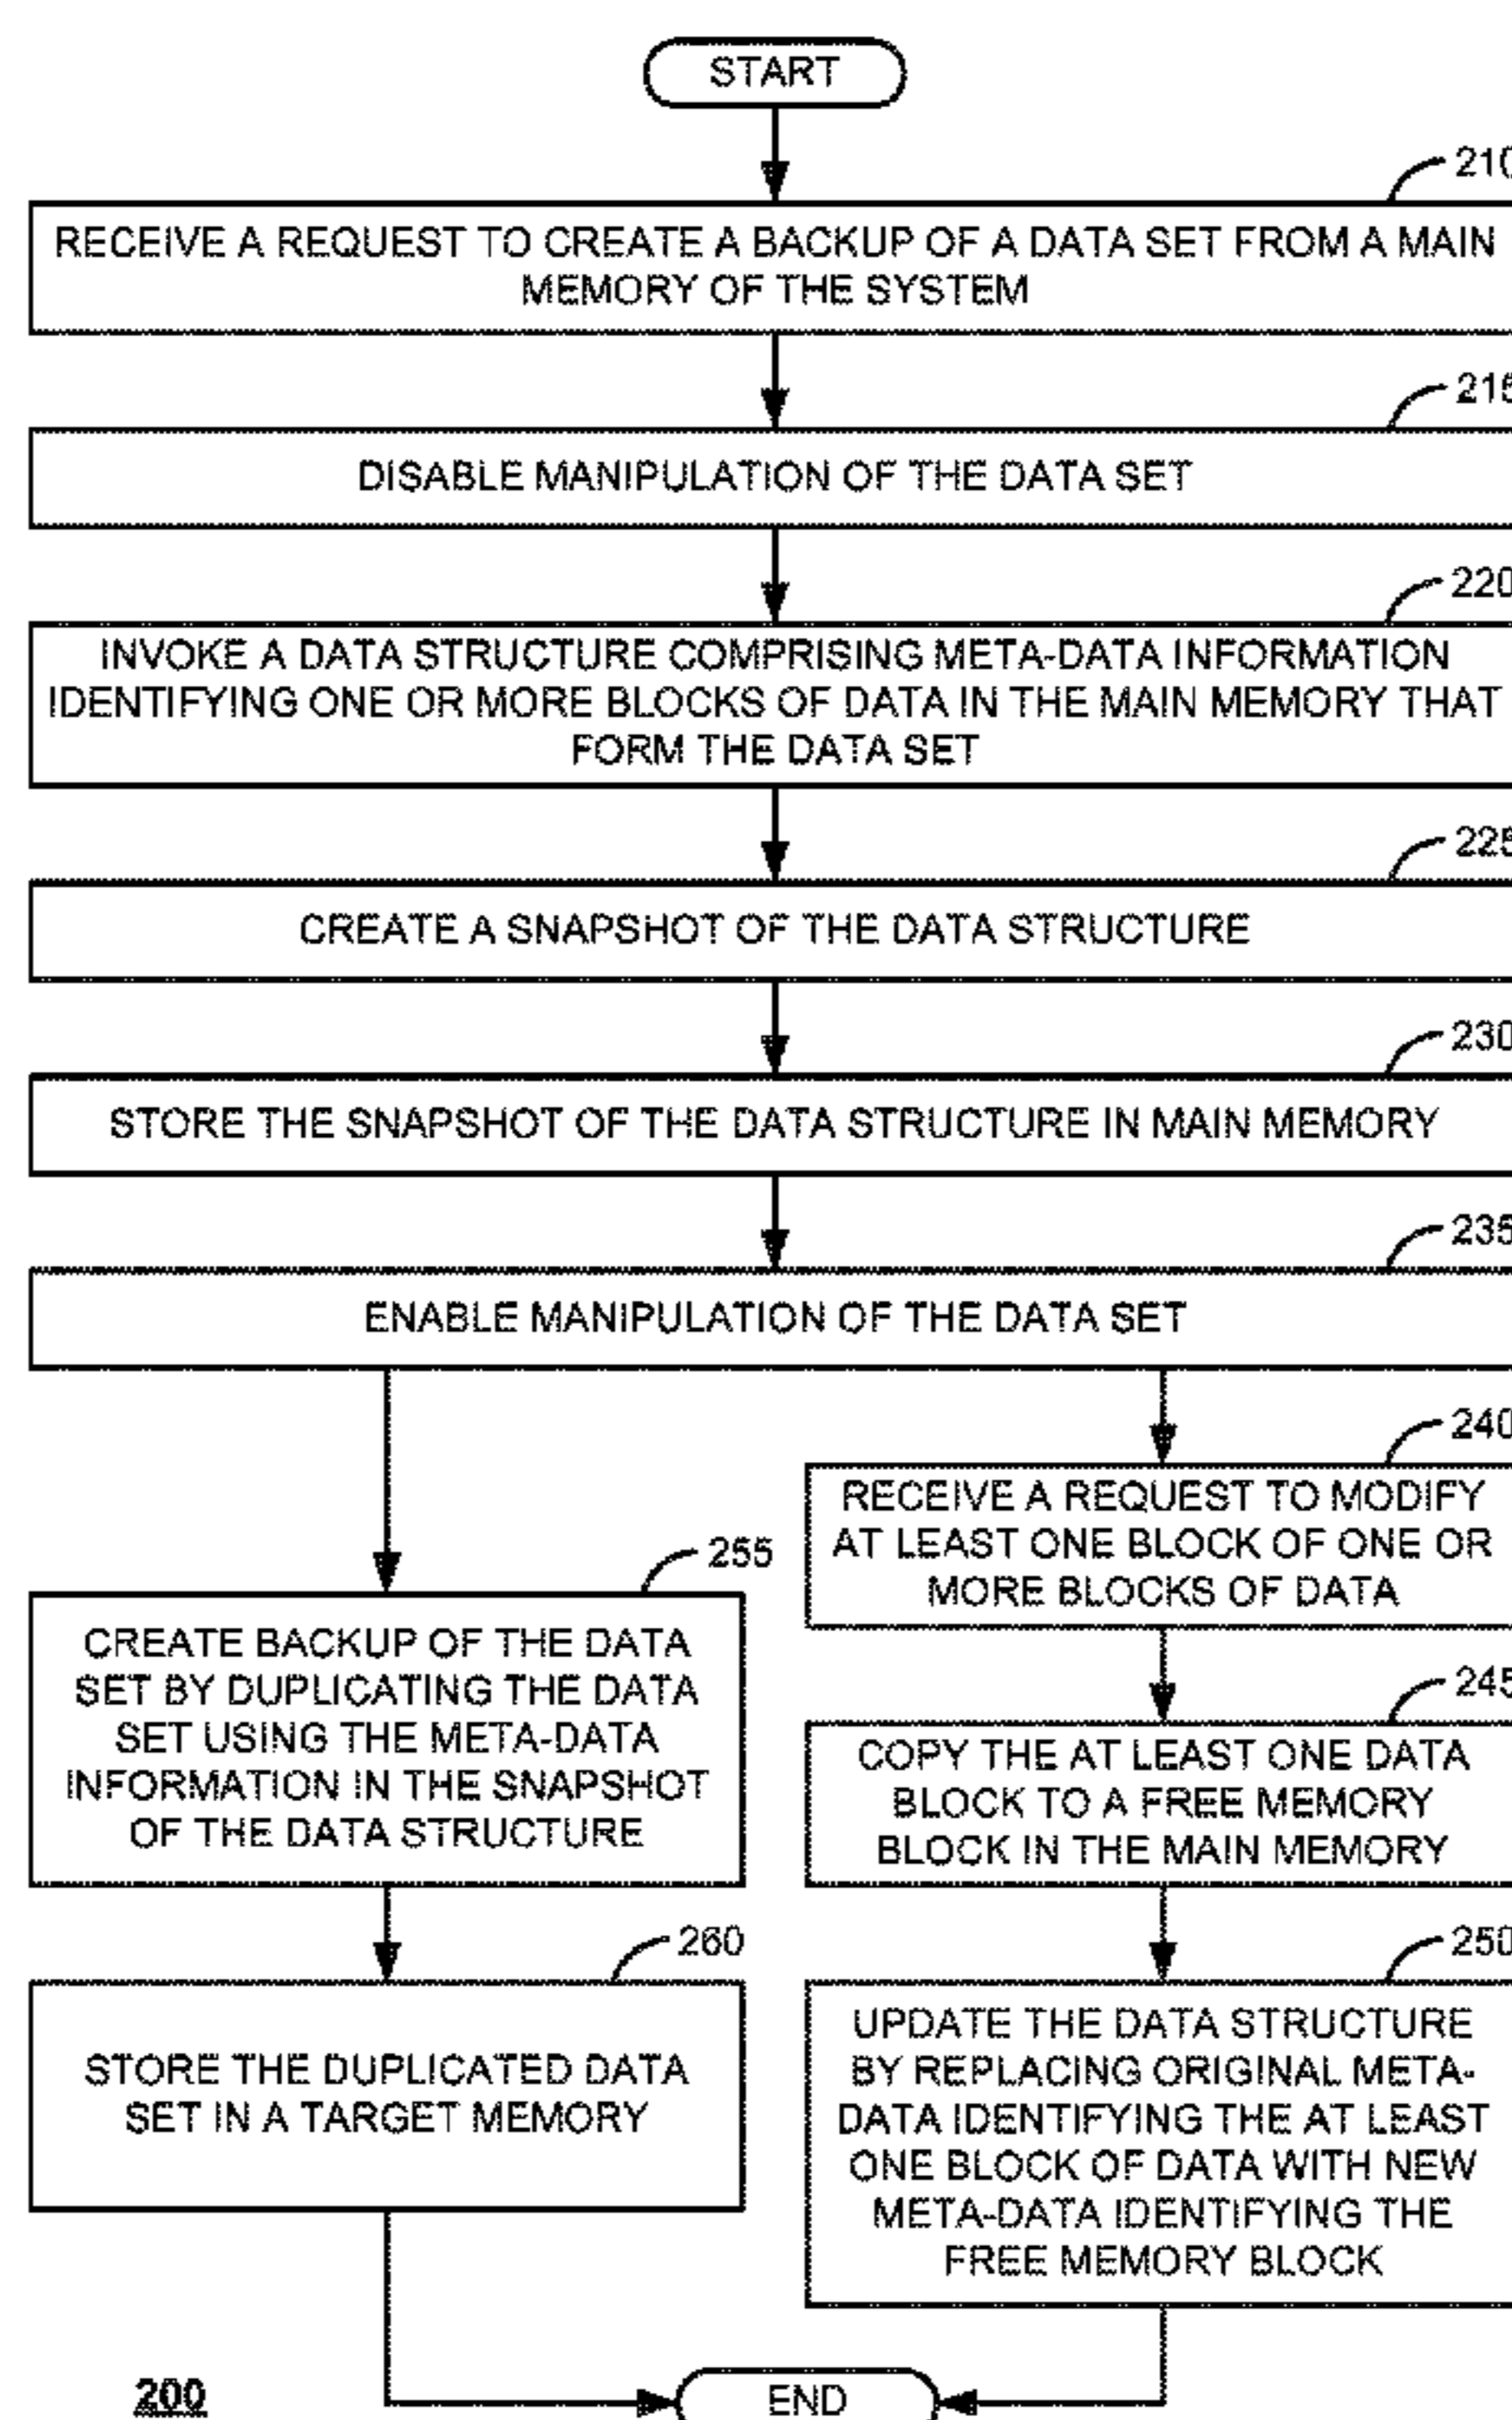 START
210
RECEIVE A REQUEST TO CREATE A BACKUP OF A DATA SET FROM A MAIN
MEMORY OF THE SYSTEM
215
DISABLE MANIPULATION OF THE DATA SET
220
INVOKE A DATA STRUCTURE COMPRISING META-DATA INFORMATION
IDENTIFYING ONE OR MORE BLOCKS OF DATA IN THE MAIN MEMORY THAT
FORM THE DATA SET
225
CREATE A SNAPSHOT OF THE DATA STRUCTURE
230
STORE THE SNAPSHOT OF THE DATA STRUCTURE IN MAIN MEMORY
235
ENABLE MANIPULATION OF THE DATA SET
240
RECEIVE A REQUEST TO MODIFY
AT LEAST ONE BLOCK OF ONE OR
MORE BLOCKS OF DATA
255
CREATE BACKUP OF THE DATA
SET BY DUPLICATING THE DATA
SET USING THE META-DATA
INFORMATION IN THE SNAPSHOT
OF THE DATA STRUCTURE
245
COPY THE AT LEAST ONE DATA
BLOCK TO A FREE MEMORY
BLOCK IN THE MAIN MEMORY
260
STORE THE DUPLICATED DATA
SET IN A TARGET MEMORY
250
UPDATE THE DATA STRUCTURE
BY REPLACING ORIGINAL META-
DATA IDENTIFYING THE AT LEAST
ONE BLOCK OF DATA WITH NEW
META-DATA IDENTIFYING THE
FREE MEMORY BLOCK
200
END